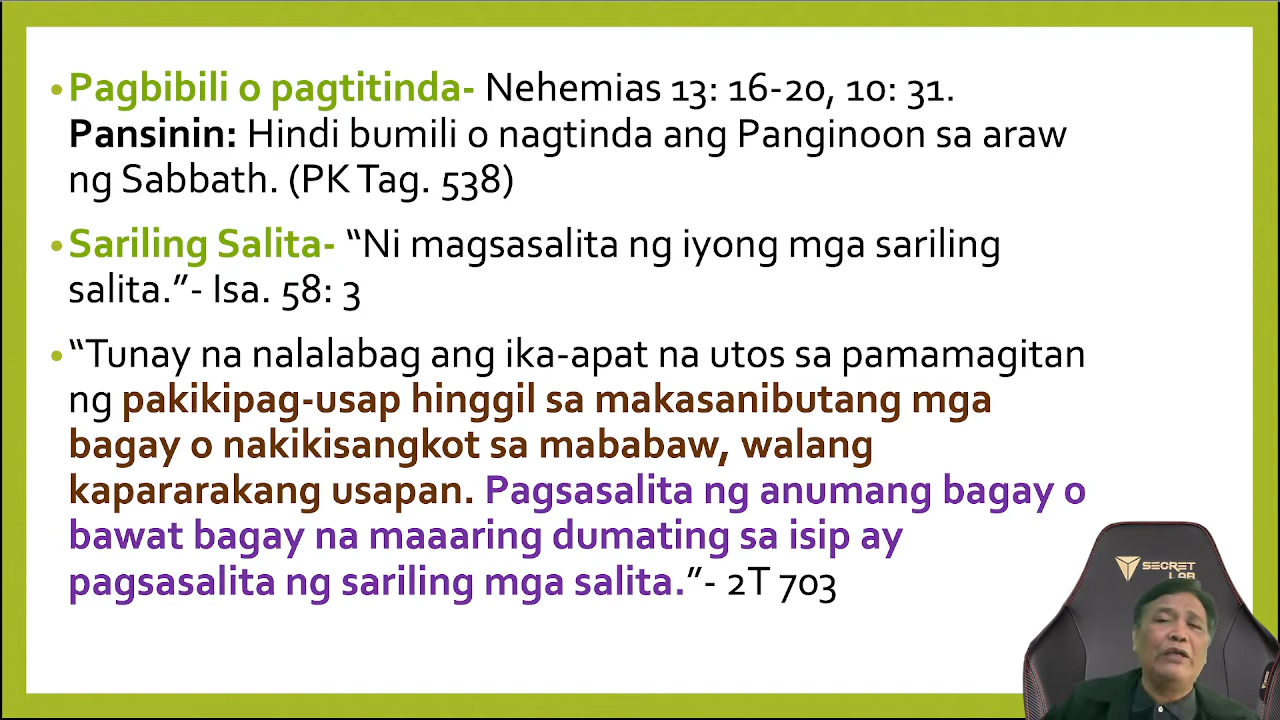 •Pagbibili o pagtitinda- Nehemias 13: 16-20, 10: 31.
Pansinin: Hindi bumili o nagtinda ang Panginoon sa araw
ng Sabbath. (PK Tag. 538)
•Sariling Salita- “Ni magsasalita ng iyong mga sariling
salita.”- Isa. 58: 3
•“Tunay na nalalabag ang ika-apat na utos sa pamamagitan
ng pakikipag-usap hinggil sa makasanibutang mga
bagay o nakikisangkot sa mababaw, walang
kapararakang usapan. Pagsasalita ng anumang bagay o
bawat bagay na maaaring dumating sa isip ay
pagsasalita ng sariling mga salita.”- 2T 703
SECRET
LAB